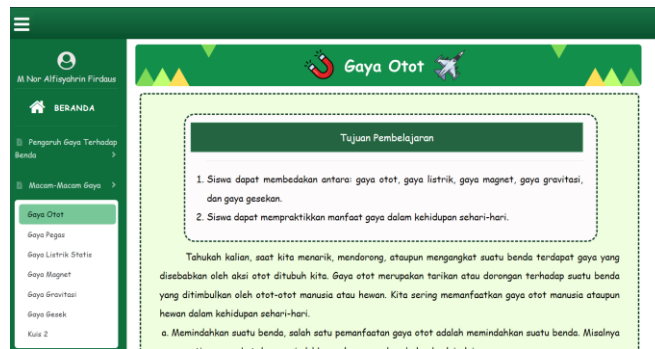 M Nor Alfisyahrin Firdaus
BERANDA
Pengaruh Gaya Terhadap
Benda >
Macam-Macam Gaya >
Gaya Otot
Gaya Pegas
Gaya Listrik Statis
Gaya Magnet
Gaya Gravitasi
Gaya Gesek
Kuis 2
Gaya Otot
Tujuan Pembelajaran
1. Siswa dapat membedakan antara: gaya otot, gaya listrik, gaya magnet, gaya gravitasi,
dan gaya gesekan.
2. Siswa dapat mempraktikkan manfaat gaya dalam kehidupan sehari-hari.
Tahukah kalian, saat kita menarik, mendorong, ataupun mengangkat suatu benda terdapat gaya yang
disebabkan oleh aksi otot ditubuh kita. Gaya otot merupakan tarikan atau dorongan terhadap suatu benda
yang ditimbulkan oleh otot-otot manusia atau hewan. Kita sering memanfaatkan gaya otot manusia ataupun
hewan dalam kehidupan sehari-hari.
a. Memindahkan suatu benda, salah satu pemanfaatan gaya otot adalah memindahkan suatu benda. Misalnya